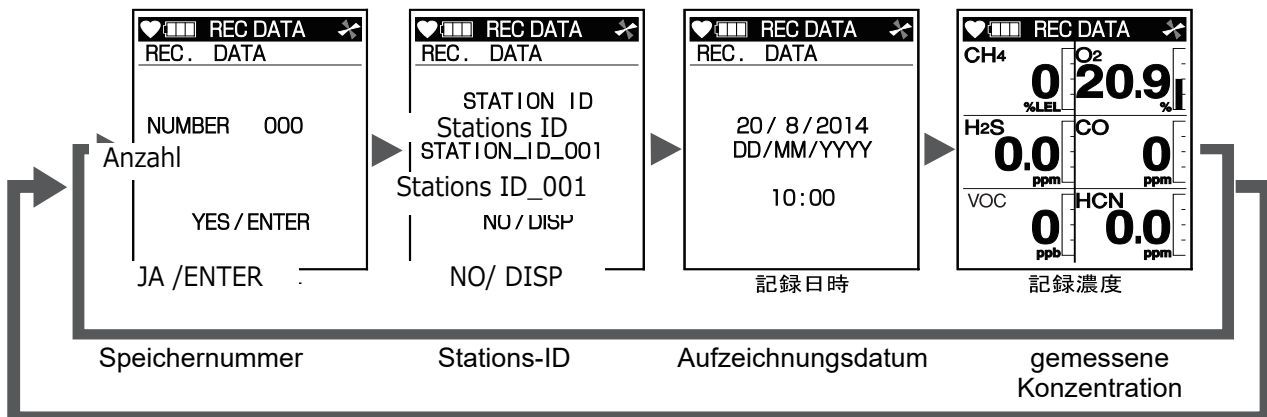 REC DATA
REC. DATA
NUMBER 000
Anzahl
YES/ENTER
JA /ENTER
REC DATA
REC. DATA
STATION ID
Stations ID
STATION_ID_001
Stations ID_001
NO/DISP
NO/ DISP
REC DATA
REC. DATA
20/ 8/2014
DD/MM/YYYY
10:00
記録日時
REC DATA
CH4 O2
0 20.9
%LEL %
H2S CO
0.0 0
ppm ppm
VOC HCN
0 0.0
ppb ppm
記録濃度
Speichernummer
Stations-ID
Aufzeichnungsdatum
gemessene
Konzentration